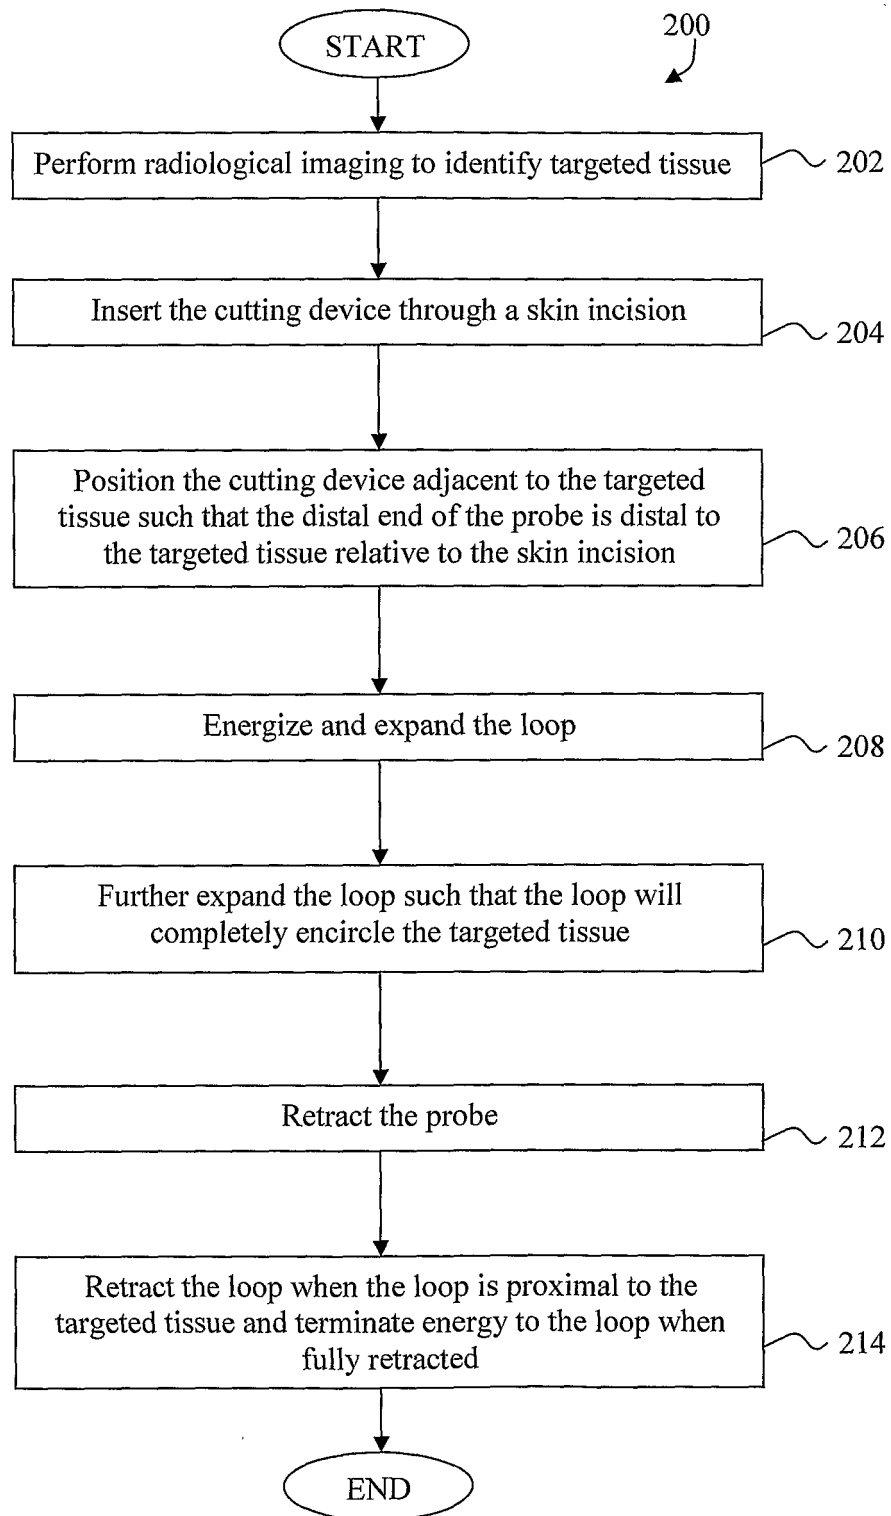 START
200
Perform radiological imaging to identify targeted tissue
202
Insert the cutting device through a skin incision
204
Position the cutting device adjacent to the targeted
tissue such that the distal end of the probe is distal to
the targeted tissue relative to the skin incision
206
Energize and expand the loop
208
Further expand the loop such that the loop will
completely encircle the targeted tissue
210
Retract the probe
212
Retract the loop when the loop is proximal to the
targeted tissue and terminate energy to the loop when
fully retracted
214
END